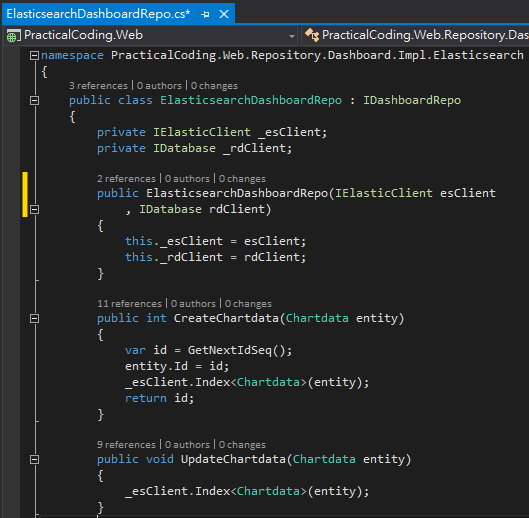 ElasticsearchDashboardRepo.cs*
PracticalCoding.Web PracticalCoding.Web.Repository.Das
namespace PracticalCoding.Web.Repository.Dashboard.Impl.Elasticsearch
{
3 references | 0 authors | 0 changes
public class ElasticsearchDashboardRepo : IDashboardRepo
{
private IElasticClient _esClient;
private IDatabase _rdClient;
2 references | 0 authors | 0 changes
public ElasticsearchDashboardRepo(IElasticClient esClient
, IDatabase rdClient)
{
this._esClient = esClient;
this._rdClient = rdClient;
}
11 references | 0 authors | 0 changes
public int CreateChartdata(Chartdata entity)
{
var id = GetNextIdSeq();
entity.Id = id;
_esClient.Index<Chartdata>(entity);
return id;
}
9 references | 0 authors | 0 changes
public void UpdateChartdata(Chartdata entity)
{
_esClient.Index<Chartdata>(entity);
}